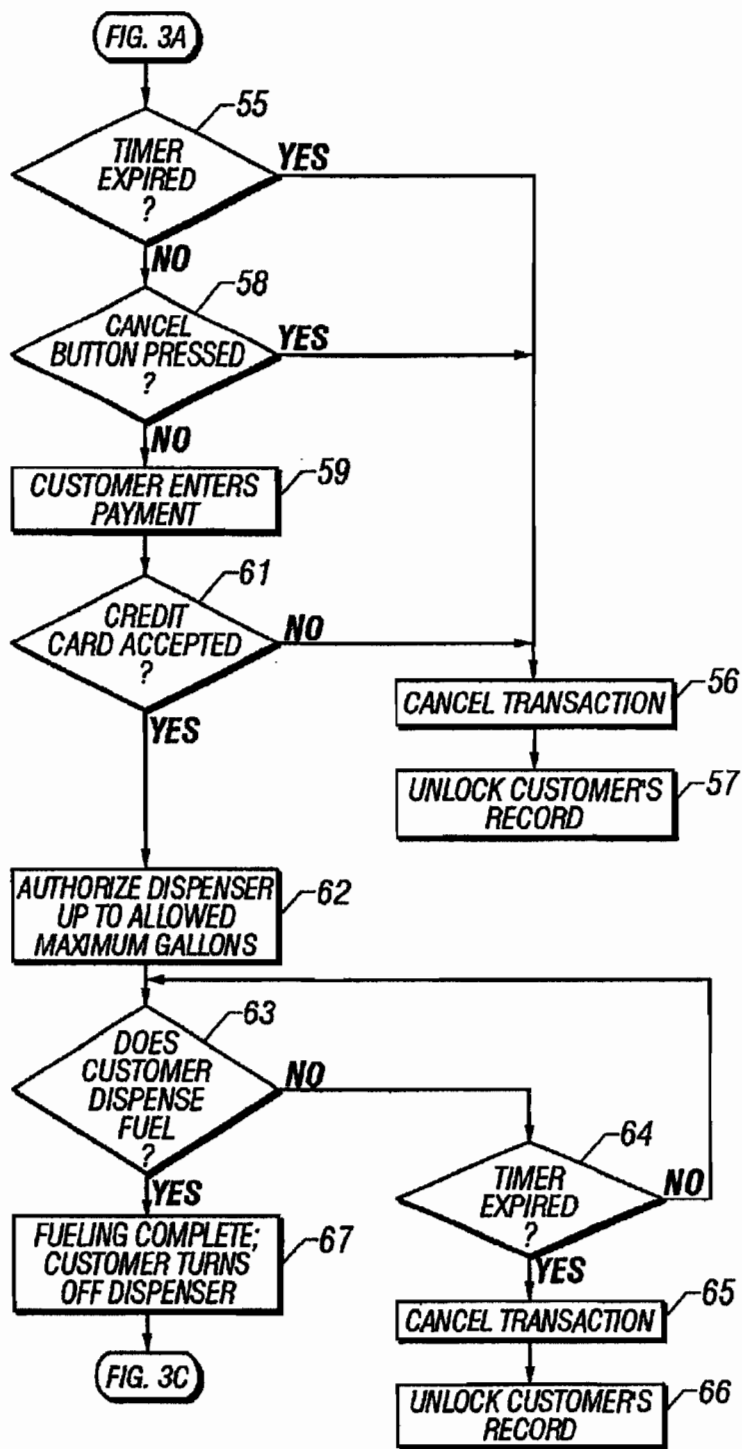 FIG. 3A
55
TIMER
EXPIRED
?
YES
NO
58
CANCEL
BUTTON PRESSED
?
YES
NO
59
CUSTOMER ENTERS
PAYMENT
61
CREDIT
CARD ACCEPTED
?
NO
YES
56
CANCEL TRANSACTION
57
UNLOCK CUSTOMER'S
RECORD
62
AUTHORIZE DISPENSER
UP TO ALLOWED
MAXIMUM GALLONS
63
DOES
CUSTOMER
DISPENSE
FUEL
?
NO
YES
64
TIMER
EXPIRED
?
NO
YES
67
FUELING COMPLETE;
CUSTOMER TURNS
OFF DISPENSER
65
CANCEL TRANSACTION
FIG. 3C
66
UNLOCK CUSTOMER'S
RECORD